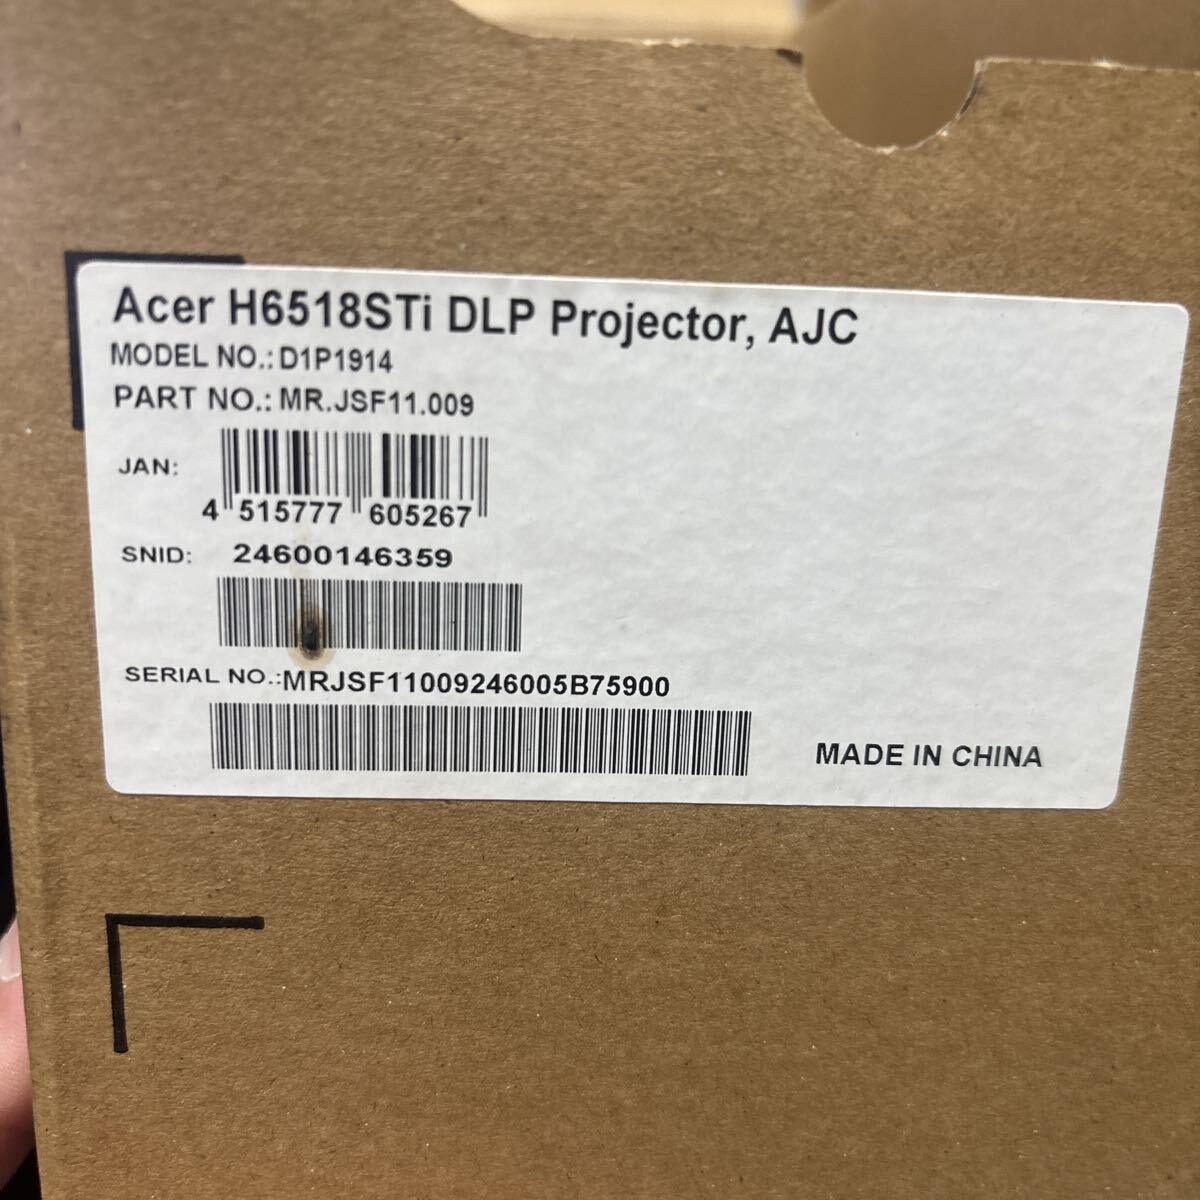 Acer H6518STi DLP Projector, AJC
MODEL NO.: D1P1914
PART NO.: MR.JSF11.009
JAN:
4 515777 605267
SNID: 24600146359
SERIAL NO.:MRJSF11009246005B75900
MADE IN CHINA